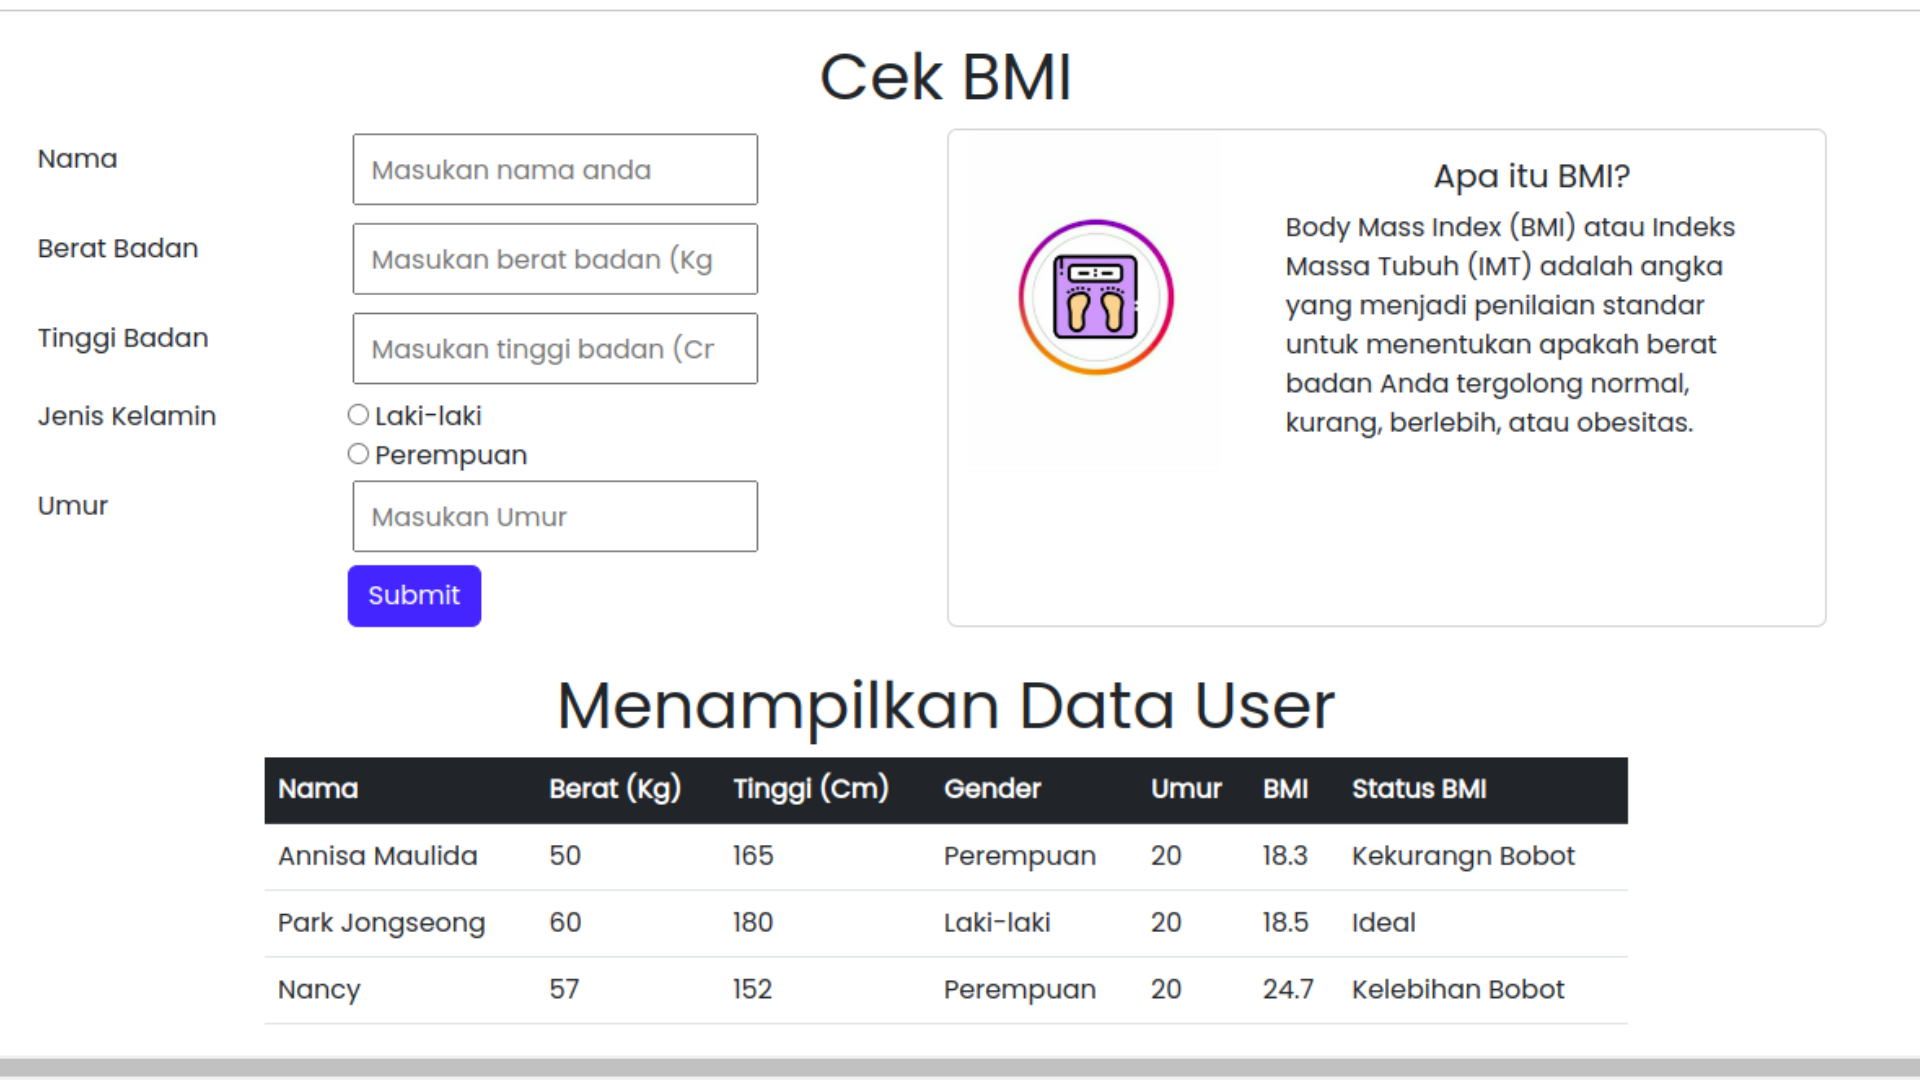 Cek BMI
Nama
Masukan nama anda
Berat Badan
Masukan berat badan (Kg
Tinggi Badan
Masukan tinggi badan (Cr
Jenis Kelamin
Laki-laki
Perempuan
Umur
Masukan Umur
Submit
Apa itu BMI?
Body Mass Index (BMI) atau Indeks
Massa Tubuh (IMT) adalah angka
yang menjadi penilaian standar
untuk menentukan apakah berat
badan Anda tergolong normal,
kurang, berlebih, atau obesitas.
Menampilkan Data User
Nama Berat (Kg) Tinggi (Cm) Gender Umur BMI Status BMI
Annisa Maulida 50 165 Perempuan 20 18.3 Kekurangn Bobot
Park Jongseong 60 180 Laki-laki 20 18.5 Ideal
Nancy 57 152 Perempuan 20 24.7 Kelebihan Bobot